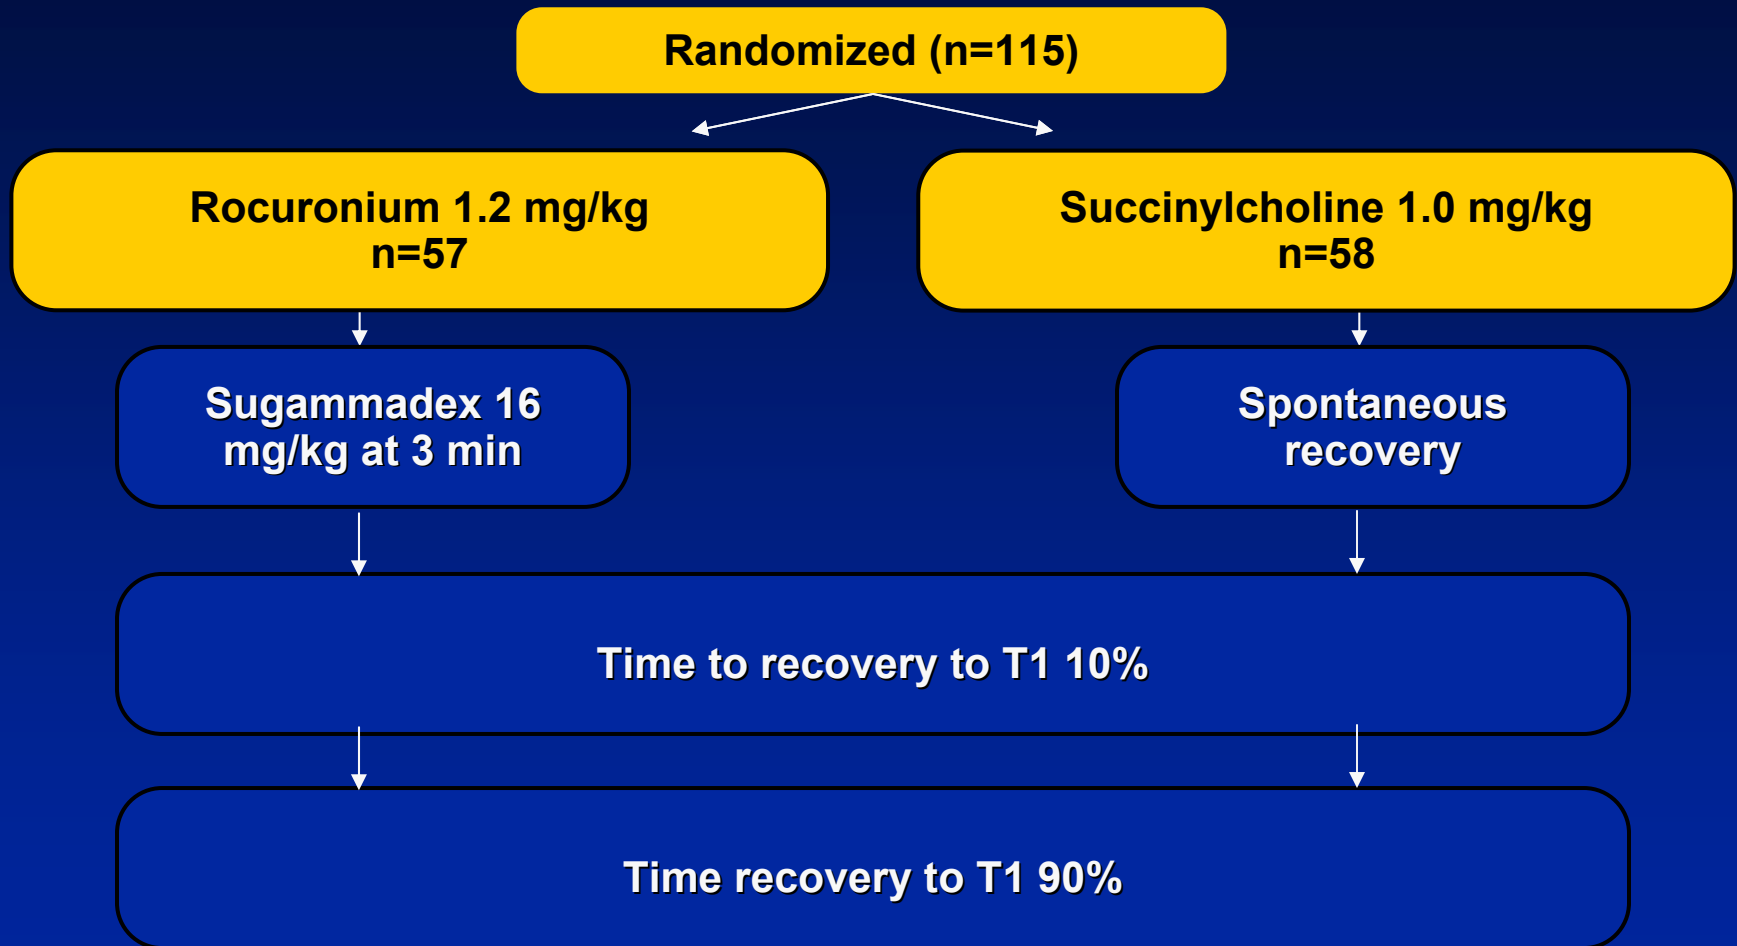 Randomized (n=115)
Rocuronium 1.2 mg/kg
n=57
Succinylcholine 1.0 mg/kg
n=58
Sugammadex 16
mg/kg at 3 min
Spontaneous
recovery
Time to recovery to T1 10%
Time recovery to T1 90%